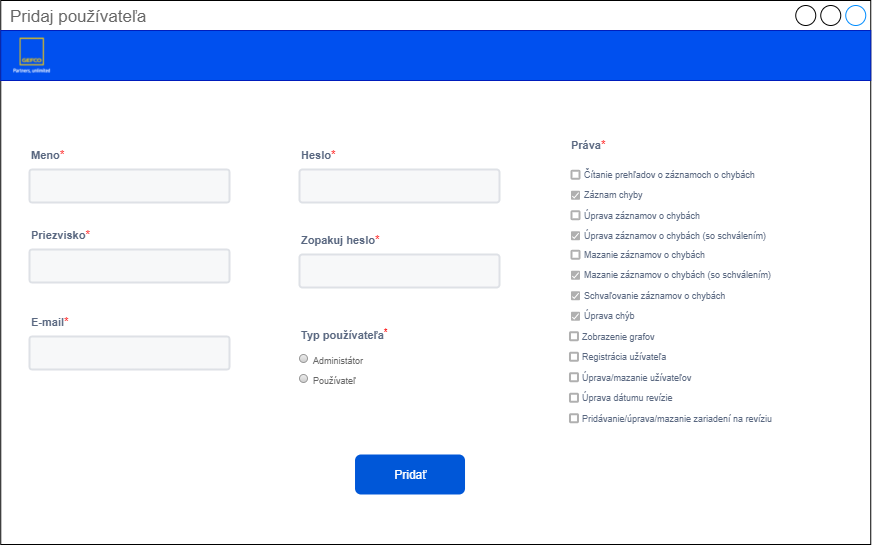 Pridaj používateľa
GEFCO
Partners, unlimited
Meno*
Priezvisko*
E-mail*
Heslo*
Zopakuj heslo*
Typ používateľa*
Administátor
Používateľ
Práva*
Čítanie prehľadov o záznamoch o chybách
Záznam chyby
Úprava záznamov o chybách
Úprava záznamov o chybách (so schválením)
Mazanie záznamov o chybách
Mazanie záznamov o chybách (so schválením)
Schvaľovanie záznamov o chybách
Úprava chýb
Zobrazenie grafov
Registrácia užívateľa
Úprava/mazanie užívateľov
Úprava dátumu revízie
Pridávanie/úprava/mazanie zariadení na revíziu
Pridať